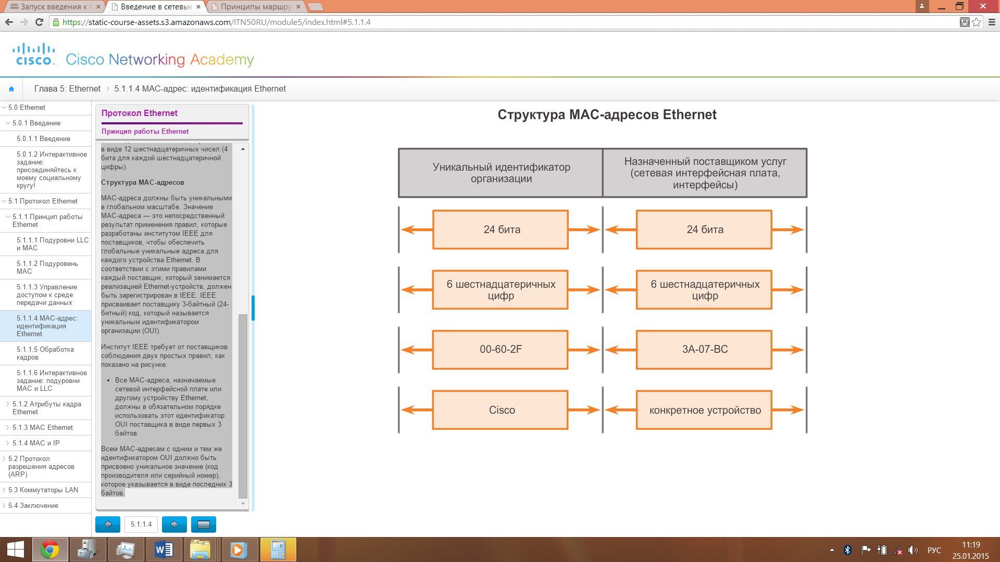 Запуск введения к г
Введение в сетевые
Принципы маршру
https://static-course-assets.s3.amazonaws.com/ITN50RU/module5/index.html#5.1.1.4
cisco
Cisco Networking Academy
Глава 5: Ethernet
5.1.1.4 MAC-адрес: идентификация Ethernet
5.0 Ethernet
5.0.1 Введение
5.0.1.1 Введение
5.0.1.2 Интерактивное
задание:
присоединяйтесь к
моему социальному
кругу!
5.1 Протокол Ethernet
5.1.1 Принцип работы
Ethernet
5.1.1.1 Подуровни LLC
и MAC
5.1.1.2 Подуровень
MAC
5.1.1.3 Управление
доступом к среде
передачи данных
5.1.1.4 MAC-адрес:
идентификация
Ethernet
5.1.1.5 Обработка
кадров
5.1.1.6 Интерактивное
задание: подуровни
MAC и LLC
5.1.2 Атрибуты кадра
Ethernet
5.1.3 MAC Ethernet
5.1.4 MAC и IP
5.2 Протокол
разрешения адресов
(ARP)
5.3 Коммутаторы LAN
5.4 Заключение
Протокол Ethernet
Принцип работы Ethernet
в виде 12 шестнадцатеричных чисел (4
бита для каждой шестнадцатеричной
цифры).
Структура MAC-адресов
MAC-адреса должны быть уникальными
в глобальном масштабе. Значение
MAC-адреса — это непосредственный
результат применения правил, которые
разработаны институтом IEEE для
поставщиков, чтобы обеспечить
глобальные уникальные адреса для
каждого устройства Ethernet. В
соответствии с этими правилами
каждый поставщик, который занимается
реализацией Ethernet-устройств, должен
быть зарегистрирован в IEEE. IEEE
присваивает поставщику 3-байтный (24-
битный) код, который называется
уникальным идентификатором
организации (OUI).
Институт IEEE требует от поставщиков
соблюдения двух простых правил, как
показано на рисунке:
• Все MAC-адреса, назначаемые
сетевой интерфейсной плате или
другому устройству Ethernet,
должны в обязательном порядке
использовать этот идентификатор
OUI поставщика в виде первых 3
байтов.
Всем MAC-адресам с одним и тем же
идентификатором OUI должно быть
присвоено уникальное значение (код
производителя или серийный номер),
которое указывается в виде последних 3
байтов.
5.1.1.4
Структура MAC-адресов Ethernet
Уникальный идентификатор
организации
Назначенный поставщиком услуг
(сетевая интерфейсная плата,
интерфейсы)
24 бита
24 бита
6 шестнадцатеричных
цифр
6 шестнадцатеричных
цифр
00-60-2F
3A-07-BC
Cisco
конкретное устройство
РУС
11:19
25.01.2015